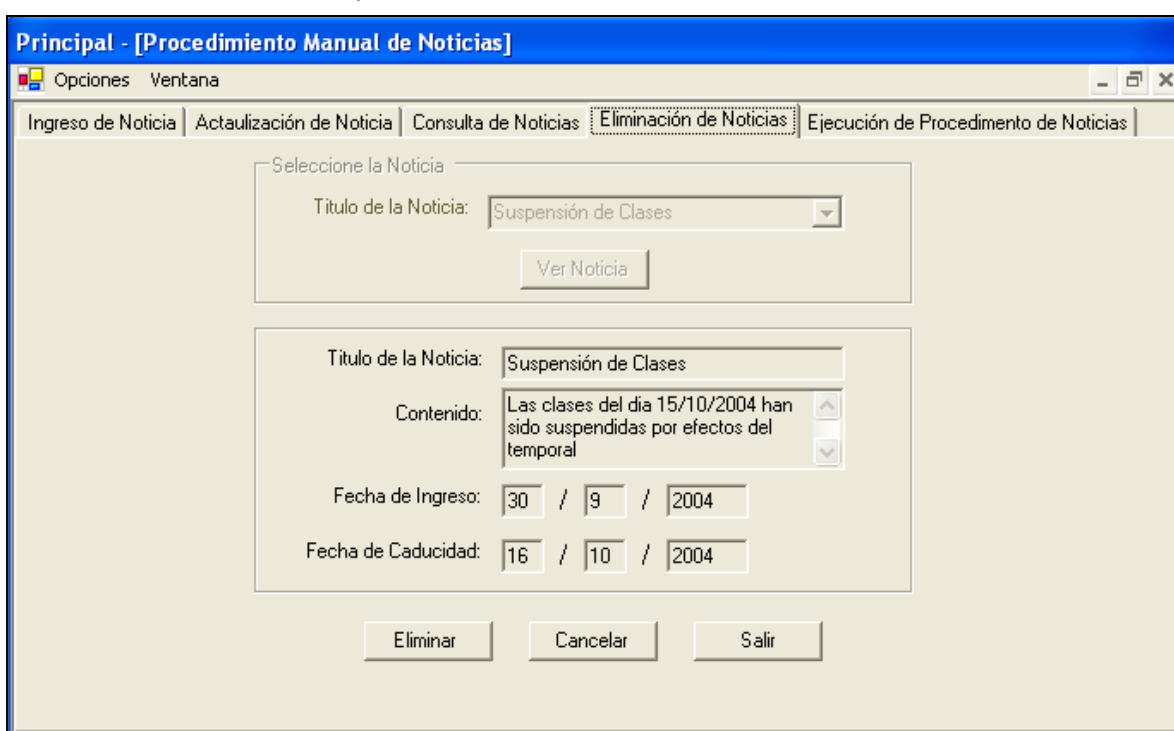 Principal - [Procedimiento Manual de Noticias]
Opciones Ventana
Ingreso de Noticia Actaulización de Noticia Consulta de Noticias Eliminación de Noticias Ejecución de Procedimento de Noticias
Seleccione la Noticia
Titulo de la Noticia: Suspensión de Clases
Ver Noticia
Titulo de la Noticia: Suspensión de Clases
Contenido: Las clases del dia 15/10/2004 han
sido suspendidas por efectos del
temporal
Fecha de Ingreso: 30 / 9 / 2004
Fecha de Caducidad: 16 / 10 / 2004
Eliminar Cancelar Salir